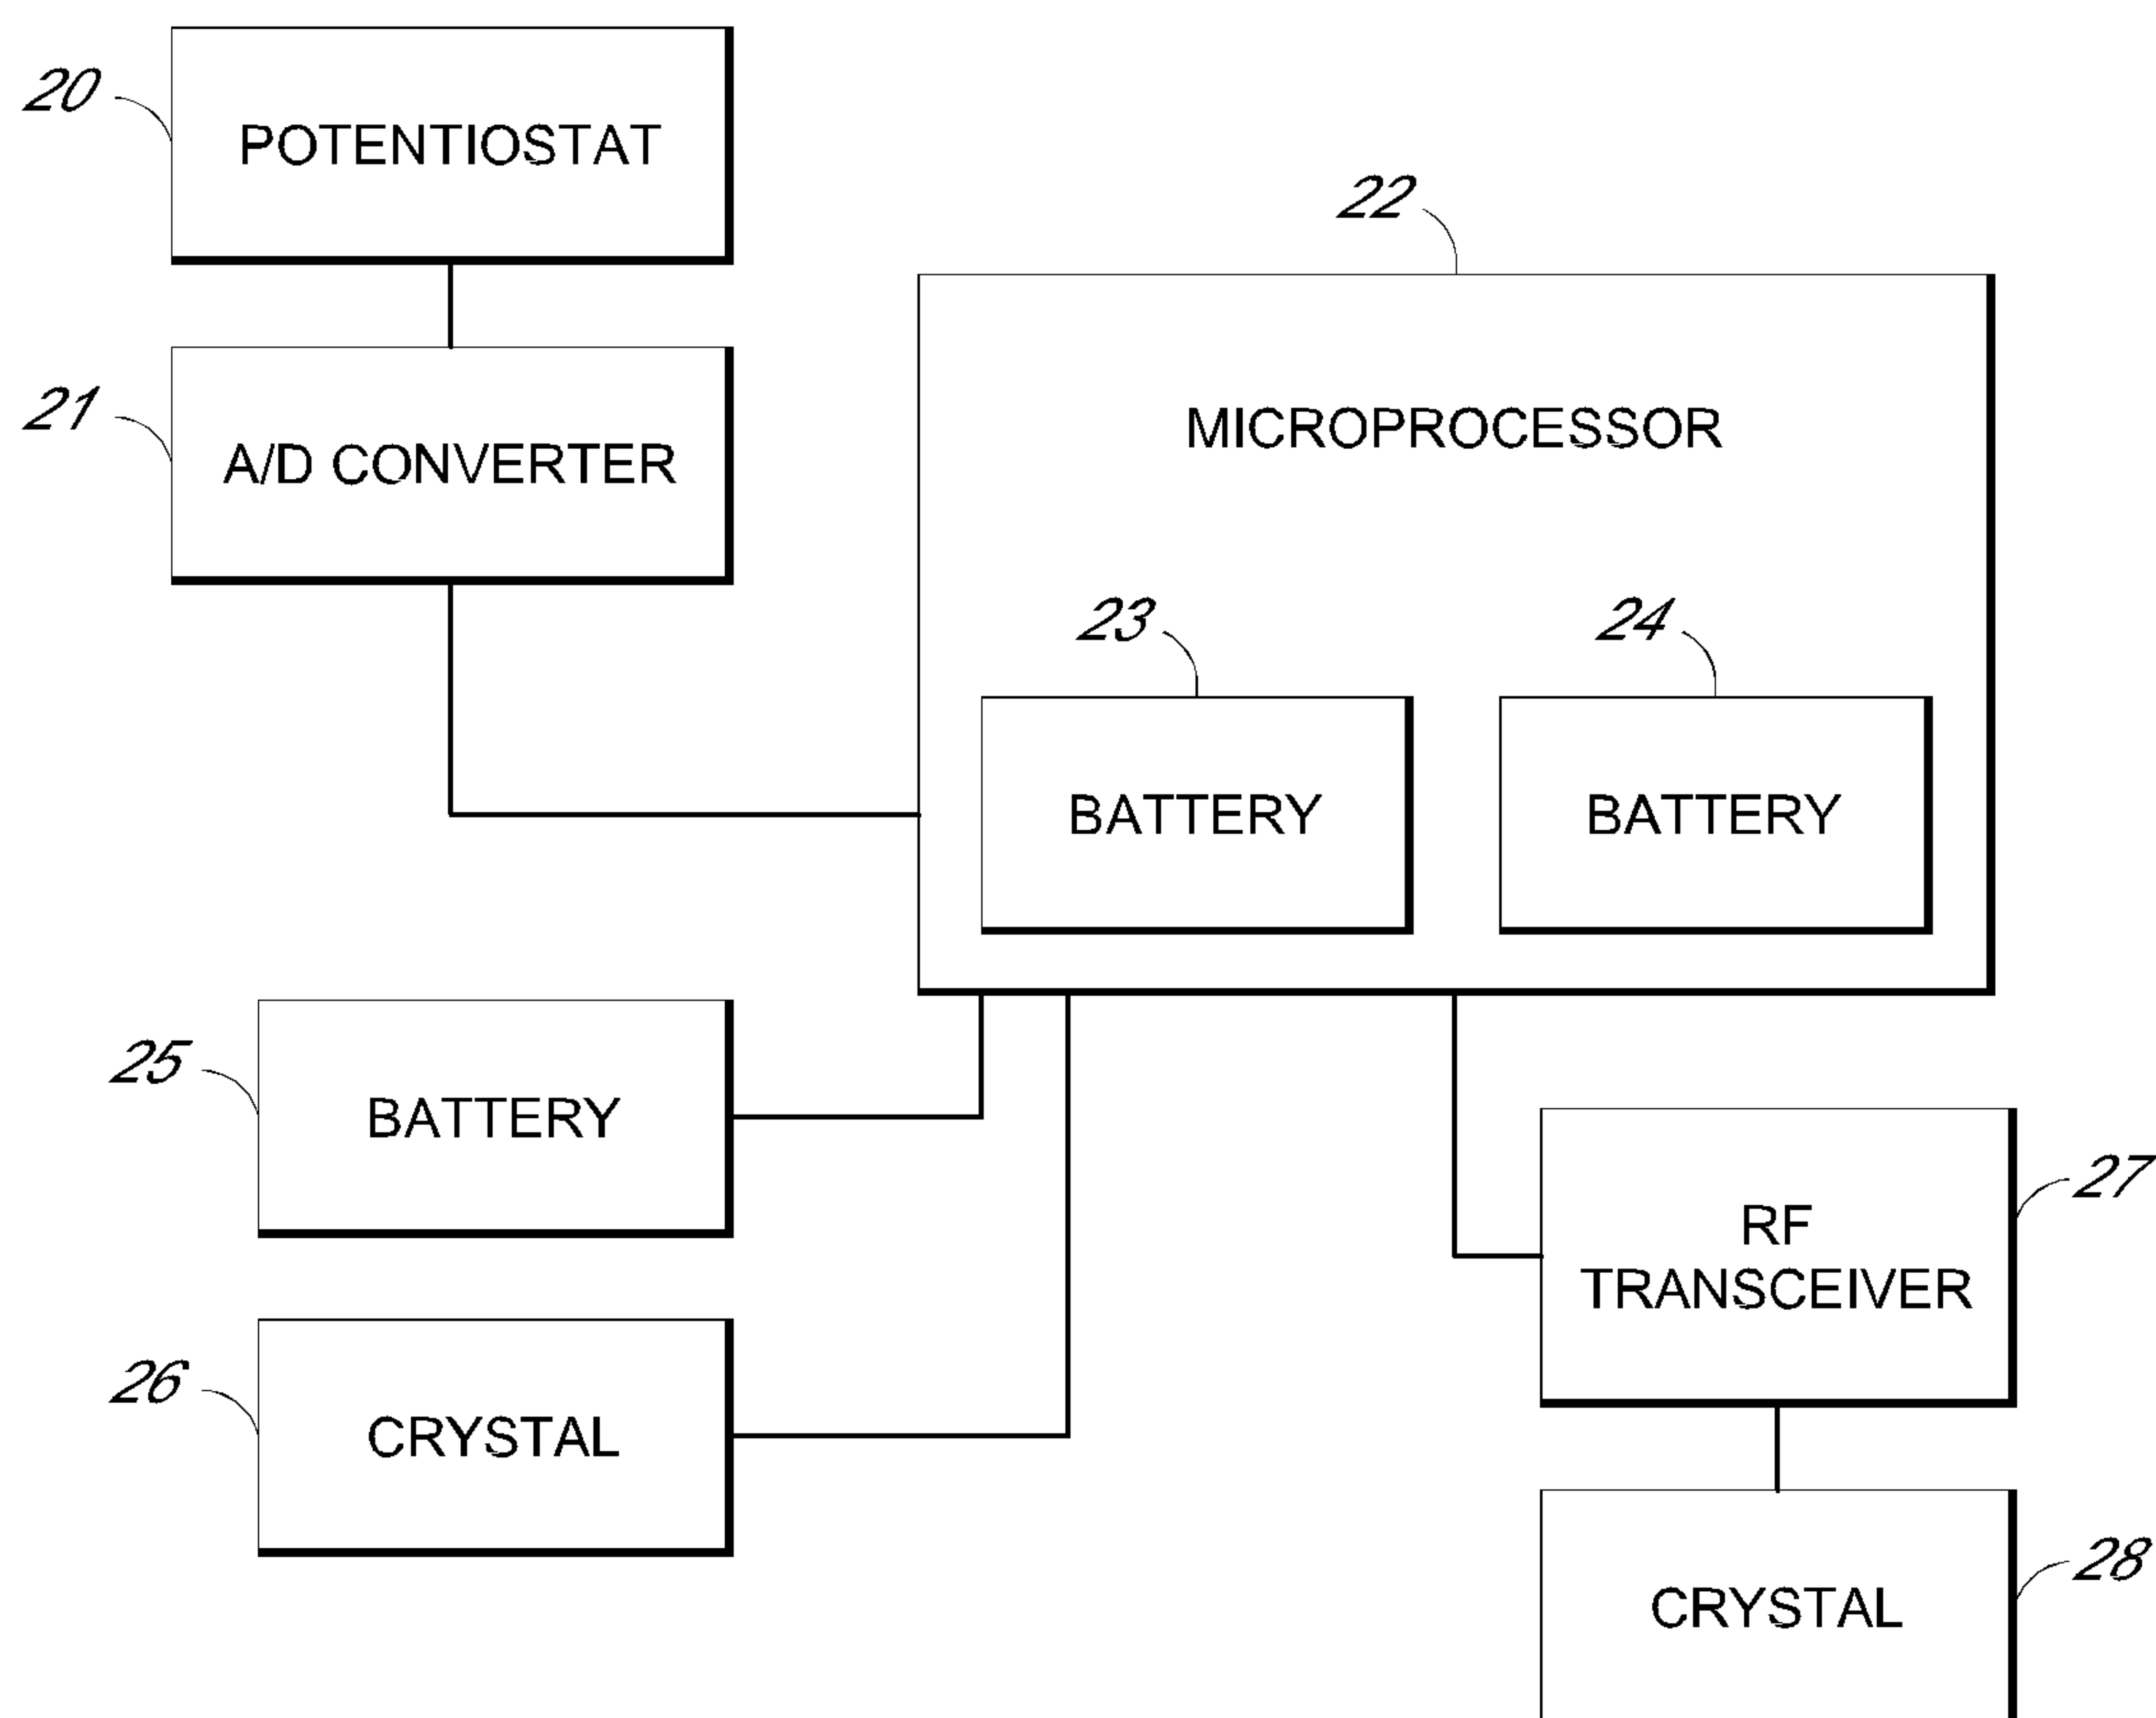 20
POTENTIOSTAT
21
A/D CONVERTER
22
MICROPROCESSOR
23
BATTERY
24
BATTERY
25
BATTERY
26
CRYSTAL
27
RF
TRANSCEIVER
28
CRYSTAL